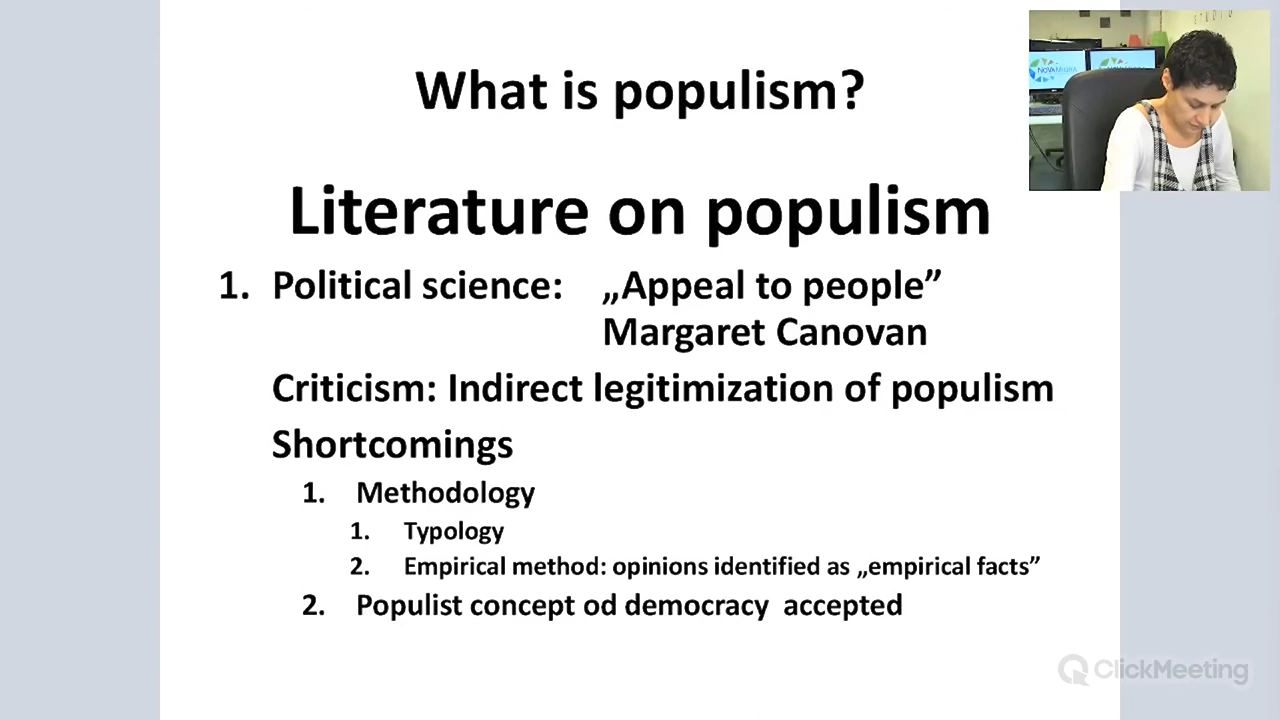 What is populism?
Literature on populism
1. Political science: „Appeal to people”
Margaret Canovan
Criticism: Indirect legitimization of populism
Shortcomings
1. Methodology
1. Typology
2. Empirical method: opinions identified as „empirical facts”
2. Populist concept od democracy accepted
ClickMeeting